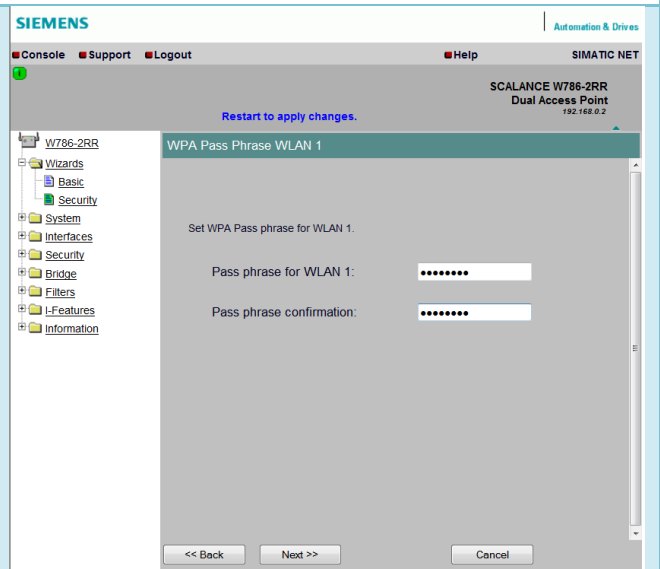 SIEMENS
Automation & Drives
Console Support Logout Help SIMATIC NET
SCALANCE W786-2RR
Dual Access Point
192.168.0.2
Restart to apply changes.
W786-2RR
WPA Pass Phrase WLAN 1
Wizards
Basic
Security
System
Set WPA Pass phrase for WLAN 1.
Interfaces
Security
Bridge
Filters
I-Features
Information
Pass phrase for WLAN 1: ●●●●●●●●
Pass phrase confirmation: ●●●●●●●●
<< Back Next >> Cancel